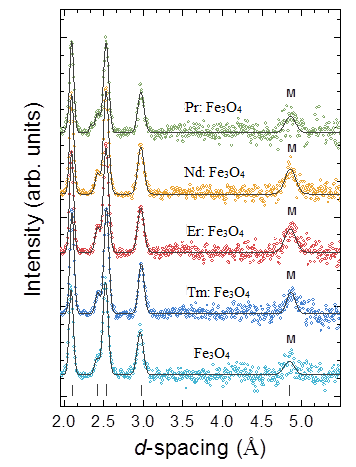 Intensity (arb. units)
M
Pr: Fe₃O₄
M
Nd: Fe₃O₄
M
Er: Fe₃O₄
M
Tm: Fe₃O₄
M
Fe₃O₄
2.0 2.5 3.0 3.5 4.0 4.5 5.0
d-spacing (Å)